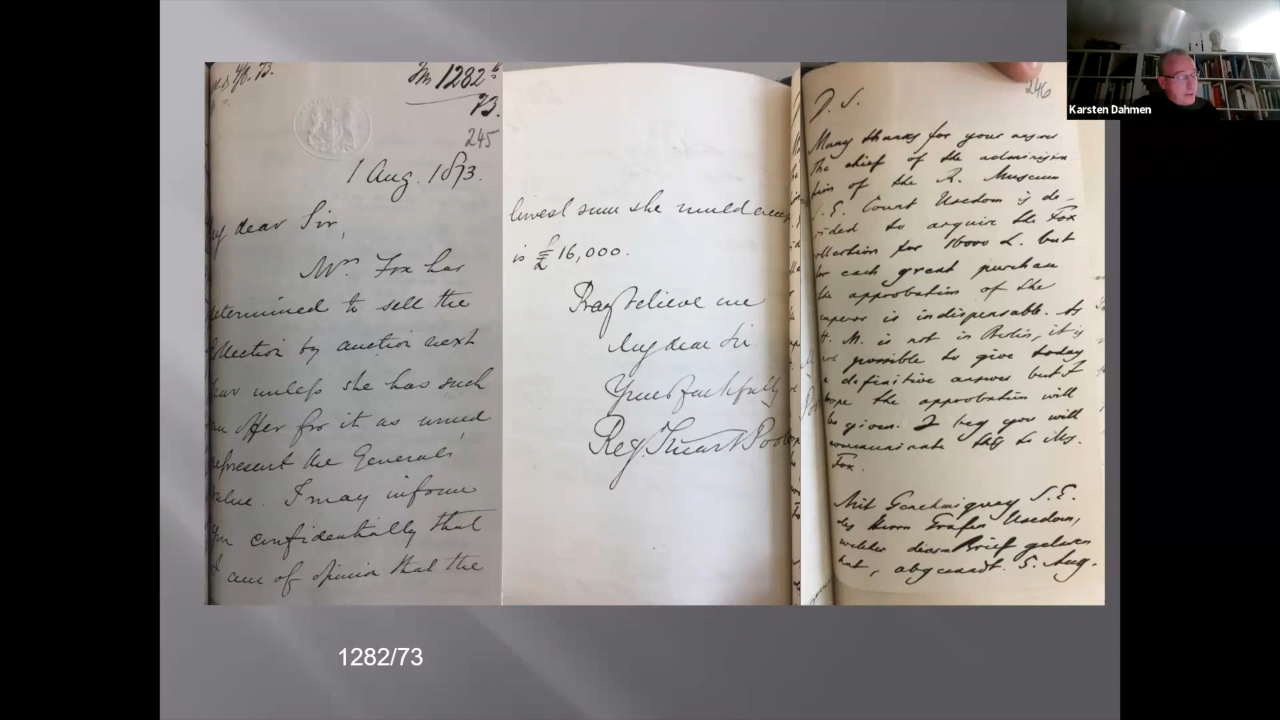 Jn 1282
73.
245
1 Aug. 1873.
My dear Sir,
Mrs. Fox has
determined to sell the
collection by auction next
year unless she has such
an offer for it as would
represent the General's
value. I may inform
you confidentially that
I am of opinion that the
lowest sum she would accept
is £16,000.
Pray believe me
My dear Sir
Yours faithfully
Reg. Stuart Poole
246
D. S.
Many thanks for your answer
the chief of the administra
tion of the R. Museum
S. E. Count Usedom is de-
cided to acquire the Fox
collection for 16000 L. but
for each great purchase
the approbation of the
emperor is indispensable. As
H. M. is not in Berlin, it is
not possible to give today
a definitive answer but I
hope the approbation will
be given. I beg you will
communicate this to Mrs.
Fox.
Mit Genehmigung S. E.
des Herrn Grafen Usedom,
welcher diesen Brief gelesen
hat, abgesandt. 5. Aug.
1282/73
Karsten Dahmen